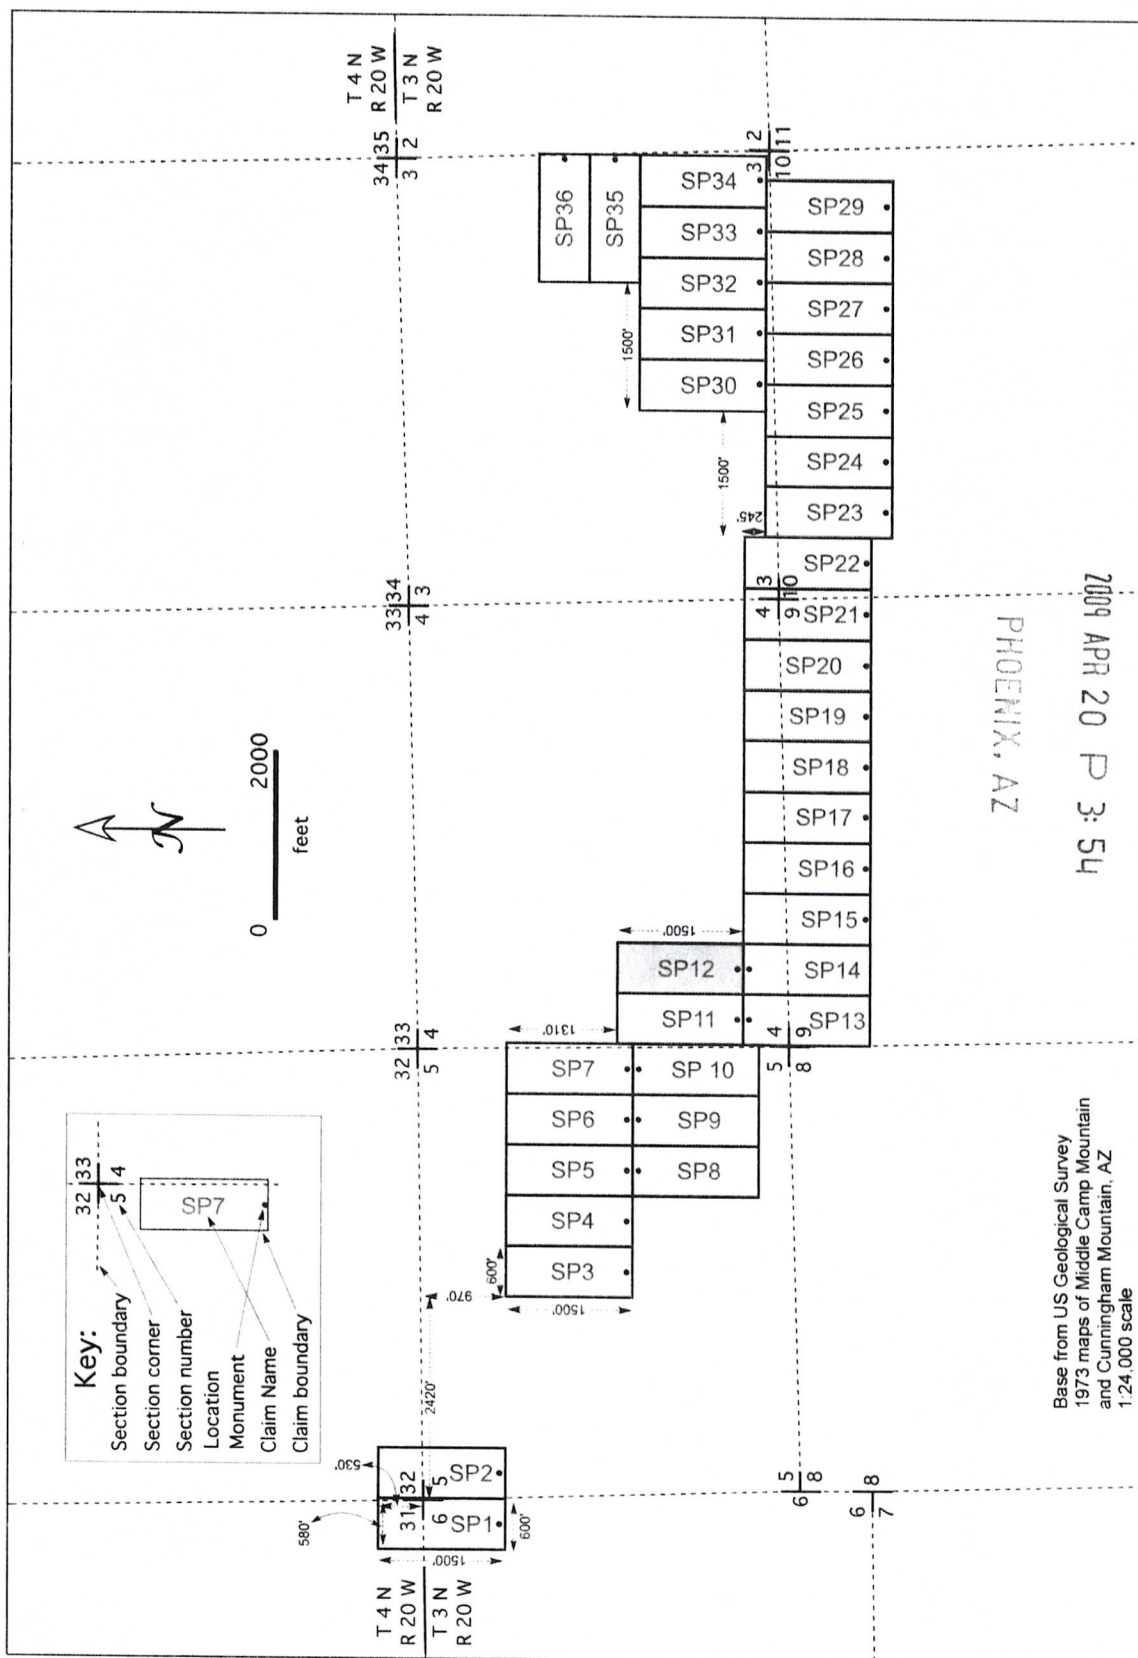 Key:
Section boundary
Section corner
Section number
Location
Monument
Claim Name
Claim boundary
32 33
5 4
SP7
N
0 2000
feet
T 4 N
R 20 W
T 3 N
R 20 W
31 32
6 5
32 33
5 4
33 34
4 3
34 35
3 2
T 4 N
R 20 W
T 3 N
R 20 W
580'
530'
1500'
600'
2420'
970'
1500'
600'
1310'
1500'
245'
1500'
1500'
SP1
SP2
SP3
SP4
SP5
SP6
SP7
SP8
SP9
SP 10
SP11
SP12
SP13
SP14
SP15
SP16
SP17
SP18
SP19
SP20
SP21
SP22
SP23
SP24
SP25
SP26
SP27
SP28
SP29
SP30
SP31
SP32
SP33
SP34
SP35
SP36
5
6 8
6 8
7
5 4
8 9
4 3
9 10
3 2
10 11
Base from US Geological Survey
1973 maps of Middle Camp Mountain
and Cunningham Mountain, AZ
1:24,000 scale
2009 APR 20 P 3:54
PHOENIX, AZ